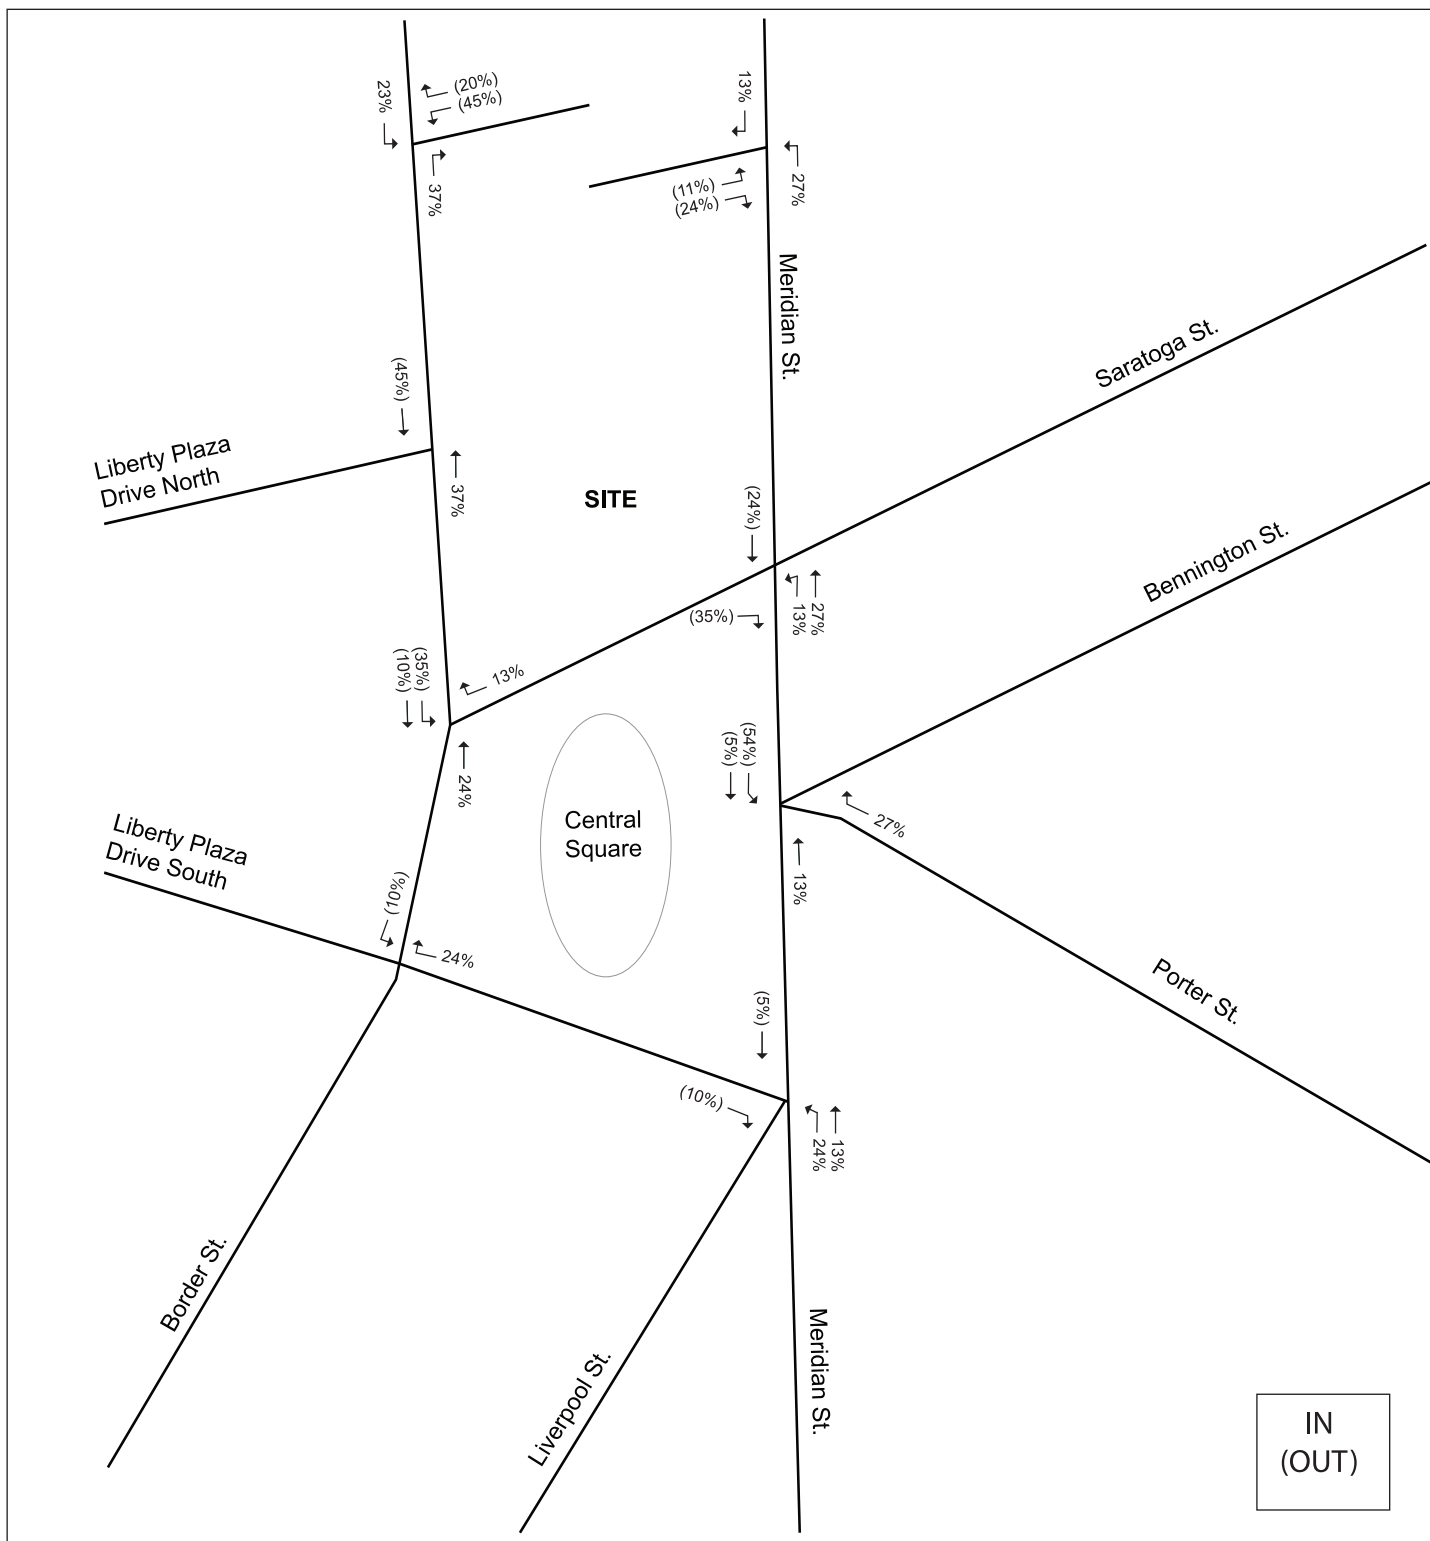 23%
(20%)
(45%)
37%
13%
27%
(11%)
(24%)
Meridian St.
Saratoga St.
(45%)
Liberty Plaza
Drive North
37%
SITE
(24%)
Bennington St.
27%
13%
(35%)
(35%)
(10%)
13%
24%
(54%)
(5%)
Central
Square
27%
13%
Liberty Plaza
Drive South
(10%)
24%
Porter St.
(5%)
(10%)
13%
24%
Border St.
Liverpool St.
Meridian St.
IN
(OUT)